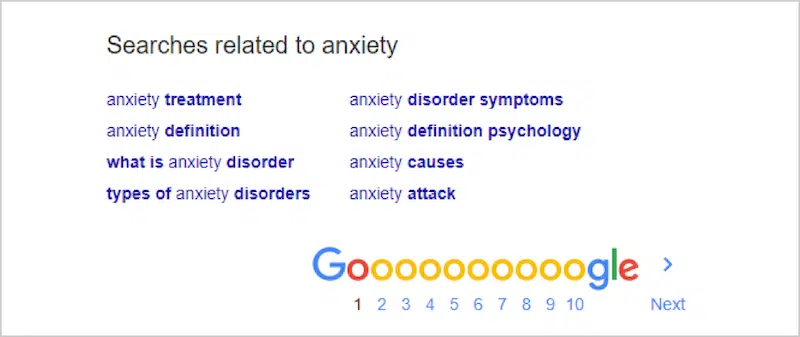 Searches related to anxiety
anxiety treatment
anxiety definition
what is anxiety disorder
types of anxiety disorders
anxiety disorder symptoms
anxiety definition psychology
anxiety causes
anxiety attack
Goooooooooogle >
1 2 3 4 5 6 7 8 9 10 Next